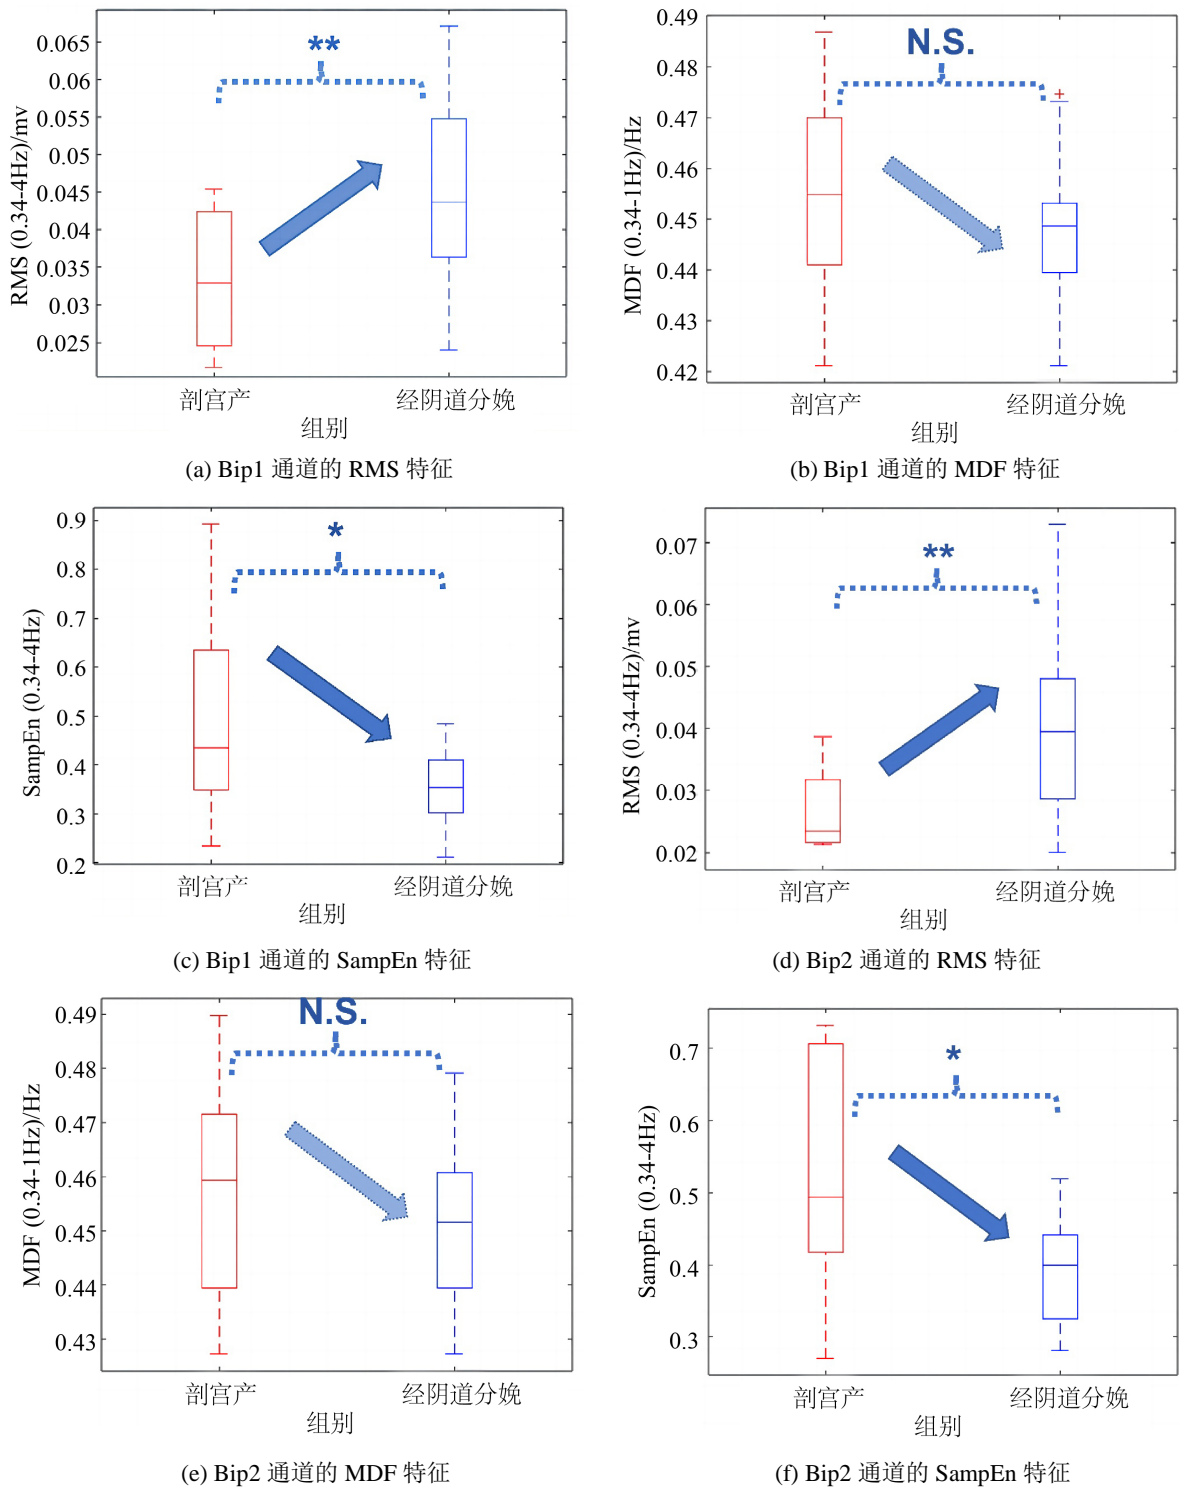 **
RMS (0.34-4Hz)/mv
0.065
0.06
0.055
0.05
0.045
0.04
0.035
0.03
0.025
剖宫产 经阴道分娩
组别
(a) Bip1 通道的 RMS 特征
N.S.
MDF (0.34-1Hz)/Hz
0.49
0.48
0.47
0.46
0.45
0.44
0.43
0.42
剖宫产 经阴道分娩
组别
(b) Bip1 通道的 MDF 特征
*
SampEn (0.34-4Hz)
0.9
0.8
0.7
0.6
0.5
0.4
0.3
0.2
剖宫产 经阴道分娩
组别
(c) Bip1 通道的 SampEn 特征
**
RMS (0.34-4Hz)/mv
0.07
0.06
0.05
0.04
0.03
0.02
剖宫产 经阴道分娩
组别
(d) Bip2 通道的 RMS 特征
N.S.
MDF (0.34-1Hz)/Hz
0.49
0.48
0.47
0.46
0.45
0.44
0.43
剖宫产 经阴道分娩
组别
(e) Bip2 通道的 MDF 特征
*
SampEn (0.34-4Hz)
0.7
0.6
0.5
0.4
0.3
剖宫产 经阴道分娩
组别
(f) Bip2 通道的 SampEn 特征